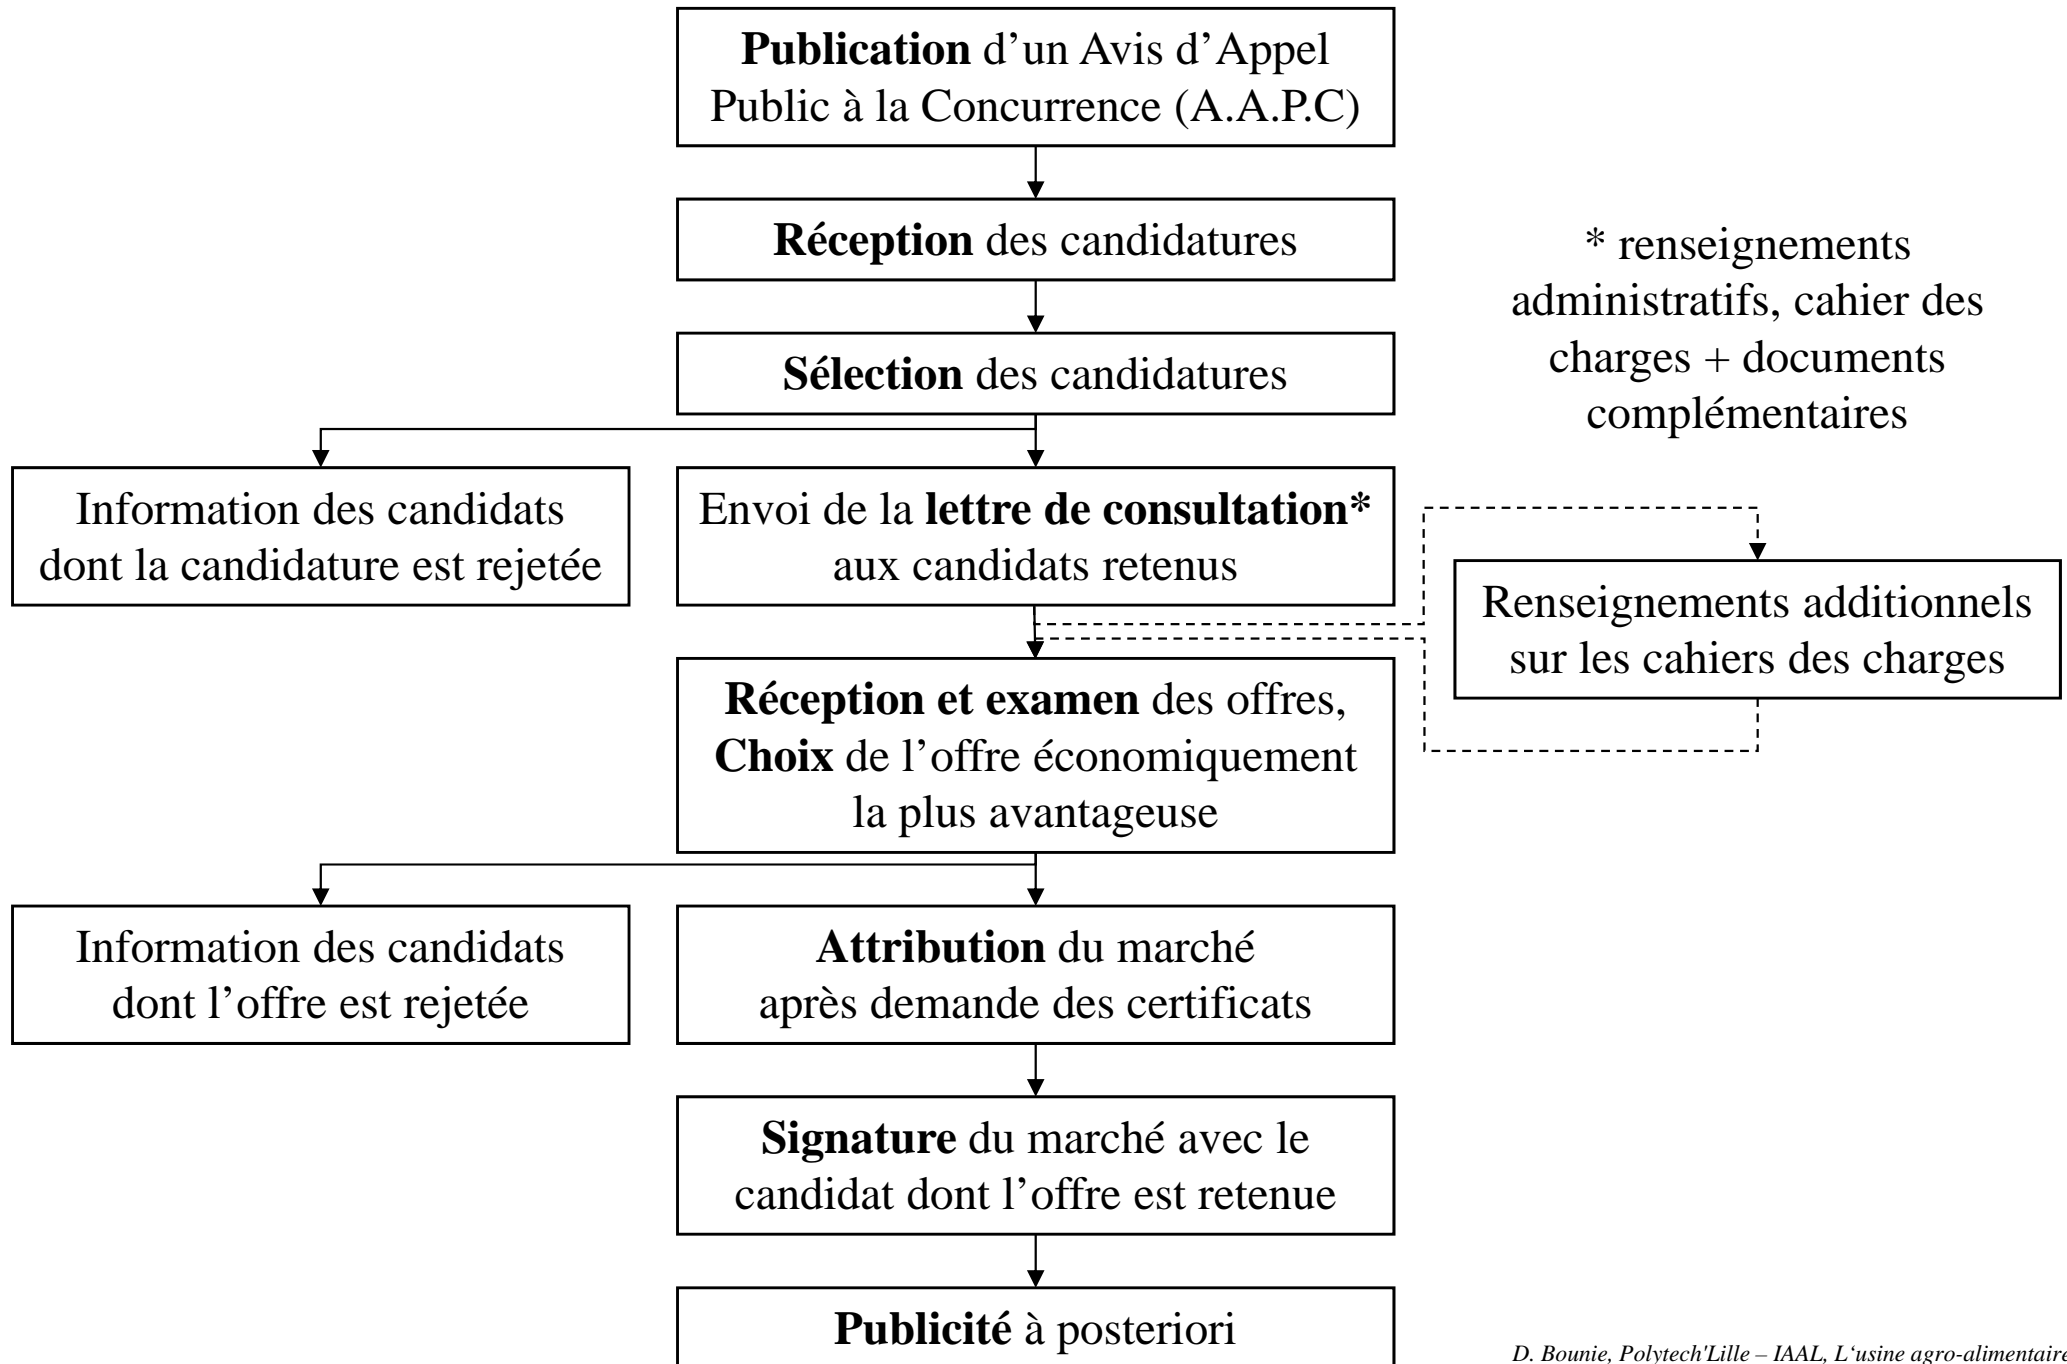 Publication d’un Avis d’Appel
Public à la Concurrence (A.A.P.C)
Réception des candidatures
* renseignements
administratifs, cahier des
charges + documents
complémentaires
Sélection des candidatures
Information des candidats
dont la candidature est rejetée
Envoi de la lettre de consultation*
aux candidats retenus
Renseignements additionnels
sur les cahiers des charges
Réception et examen des offres,
Choix de l’offre économiquement
la plus avantageuse
Information des candidats
dont l’offre est rejetée
Attribution du marché
après demande des certificats
Signature du marché avec le
candidat dont l’offre est retenue
Publicité à posteriori
D. Bounie, Polytech'Lille – IAAL, L‘usine agro-alimentaire